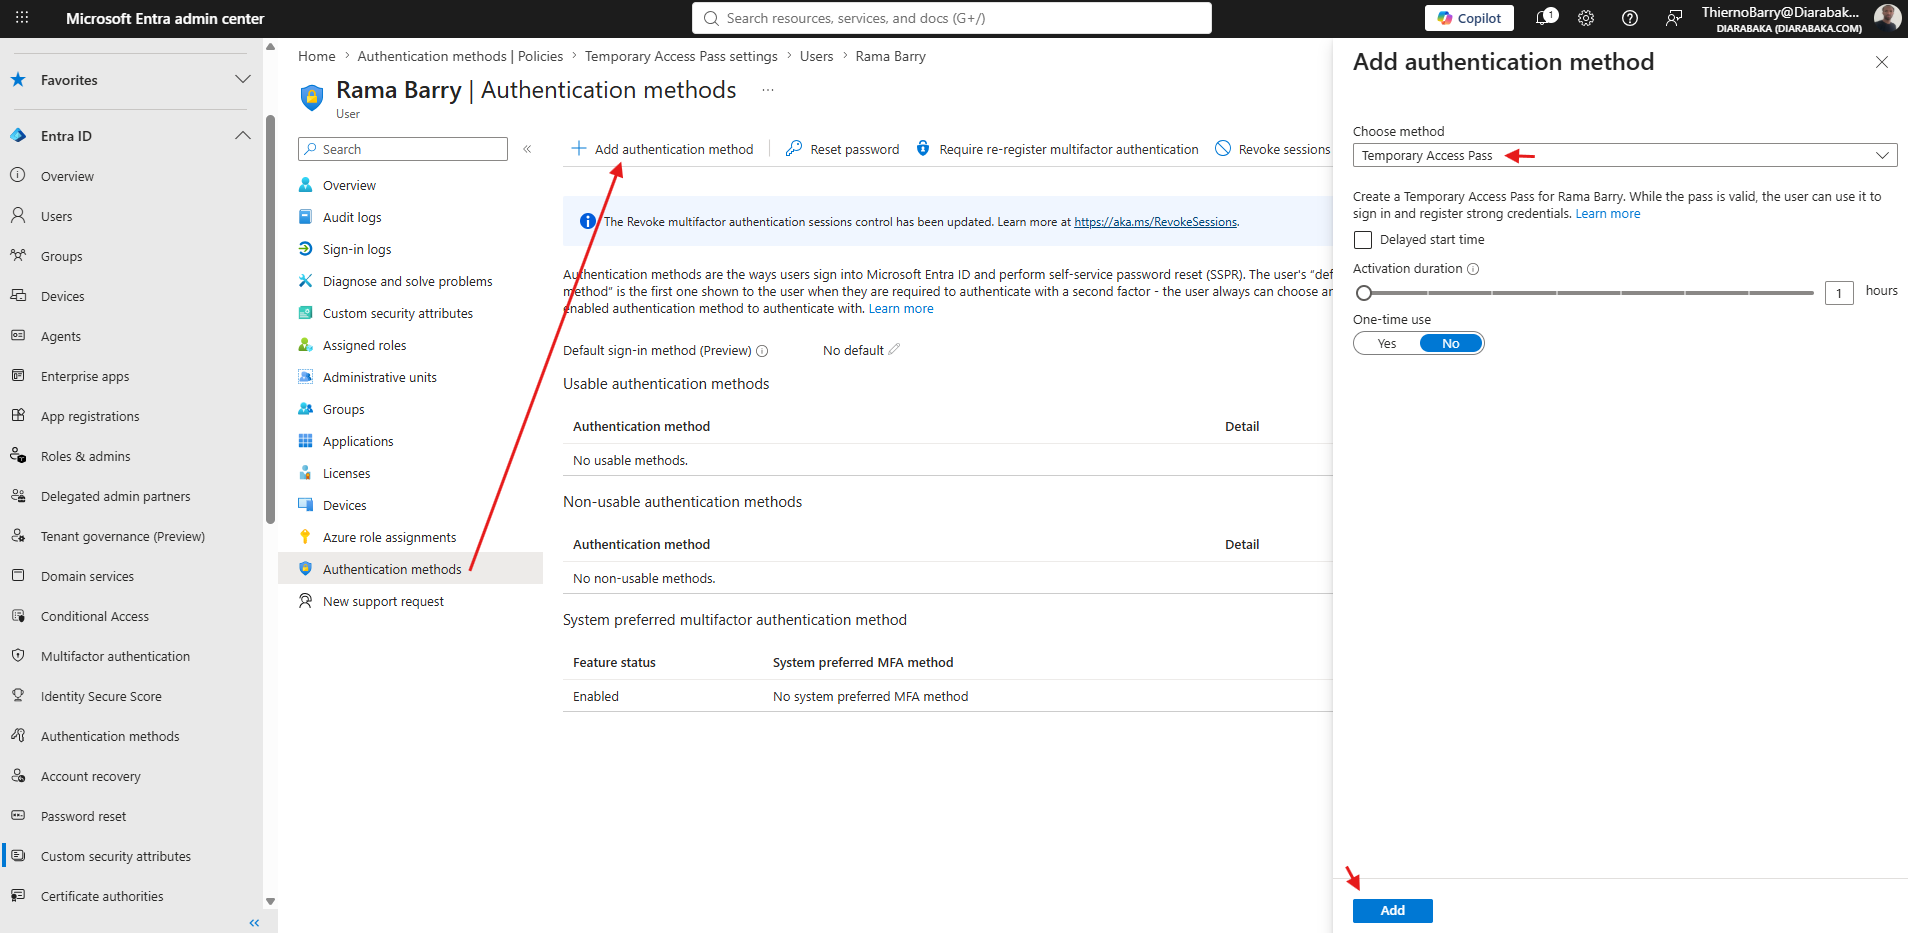 Microsoft Entra admin center
Search resources, services, and docs (G+/)
Copilot
1
ThiernoBarry@Diarabak...
DIARABAKA (DIARABAKA.COM)
Favorites
Entra ID
Overview
Users
Groups
Devices
Agents
Enterprise apps
App registrations
Roles & admins
Delegated admin partners
Tenant governance (Preview)
Domain services
Conditional Access
Multifactor authentication
Identity Secure Score
Authentication methods
Account recovery
Password reset
Custom security attributes
Certificate authorities
Home > Authentication methods | Policies > Temporary Access Pass settings > Users > Rama Barry
Rama Barry | Authentication methods ...
User
Search
Overview
Audit logs
Sign-in logs
Diagnose and solve problems
Custom security attributes
Assigned roles
Administrative units
Groups
Applications
Licenses
Devices
Azure role assignments
Authentication methods
New support request
Add authentication method
Reset password
Require re-register multifactor authentication
Revoke sessions
The Revoke multifactor authentication sessions control has been updated. Learn more at https://aka.ms/RevokeSessions.
Authentication methods are the ways users sign into Microsoft Entra ID and perform self-service password reset (SSPR). The user's "def
method" is the first one shown to the user when they are required to authenticate with a second factor - the user always can choose an
enabled authentication method to authenticate with. Learn more
Default sign-in method (Preview) No default
Usable authentication methods
Authentication method Detail
No usable methods.
Non-usable authentication methods
Authentication method Detail
No non-usable methods.
System preferred multifactor authentication method
Feature status System preferred MFA method
Enabled No system preferred MFA method
Add authentication method
Choose method
Temporary Access Pass
Create a Temporary Access Pass for Rama Barry. While the pass is valid, the user can use it to
sign in and register strong credentials. Learn more
Delayed start time
Activation duration
1 hours
One-time use
Yes No
Add